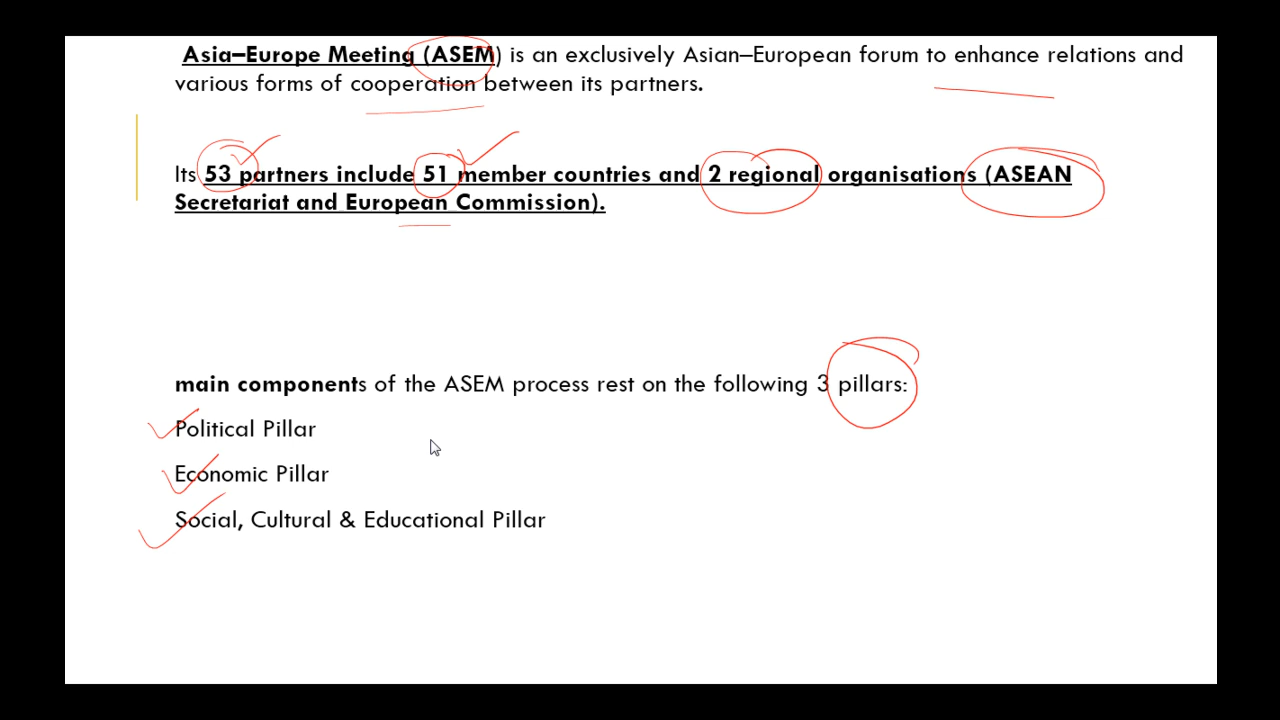 Asia–Europe Meeting (ASEM) is an exclusively Asian–European forum to enhance relations and
various forms of cooperation between its partners.
Its 53 partners include 51 member countries and 2 regional organisations (ASEAN
Secretariat and European Commission).
main components of the ASEM process rest on the following 3 pillars:
Political Pillar
Economic Pillar
Social, Cultural & Educational Pillar